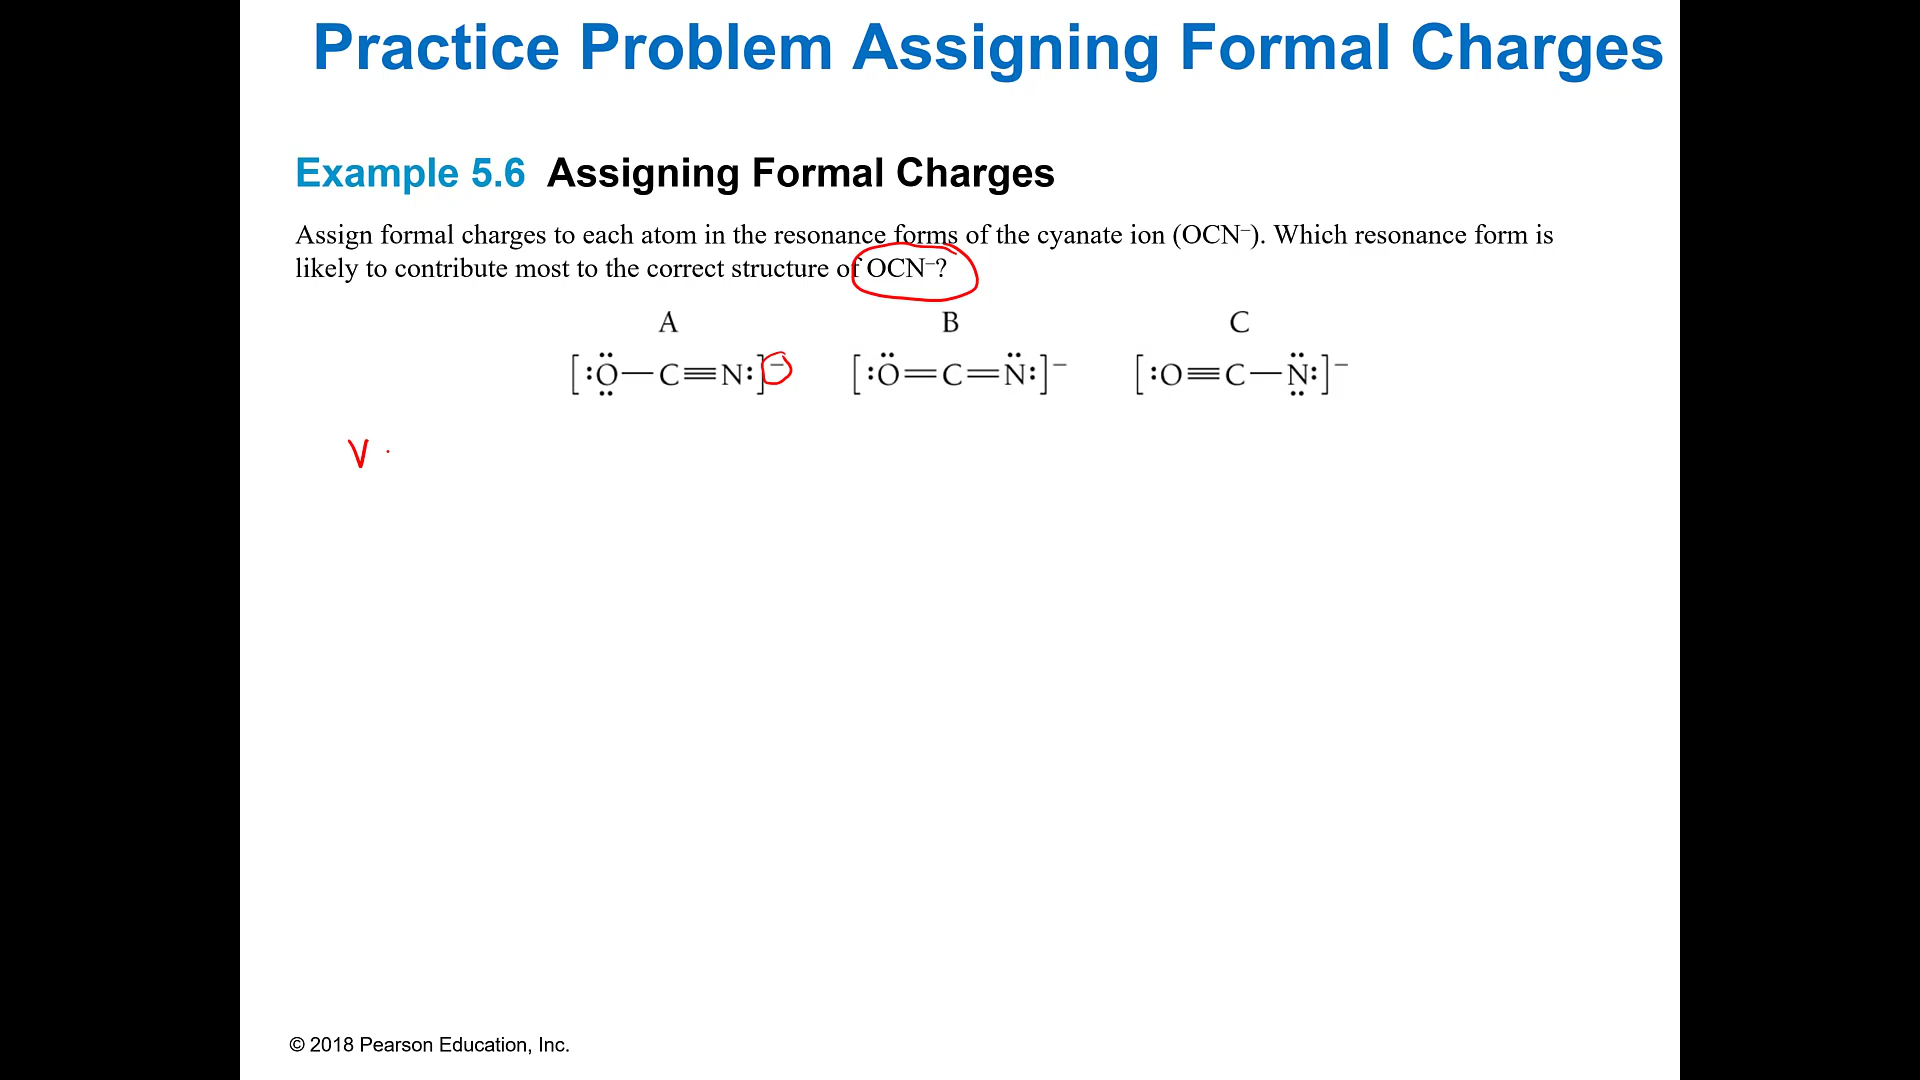 Practice Problem Assigning Formal Charges
Example 5.6 Assigning Formal Charges
Assign formal charges to each atom in the resonance forms of the cyanate ion (OCN⁻). Which resonance form is
likely to contribute most to the correct structure of OCN⁻?
A B C
[:Ö̤—C≡N:]⁻ [:Ö=C=N̈:]⁻ [:O≡C—N̤̈:]⁻
V
© 2018 Pearson Education, Inc.